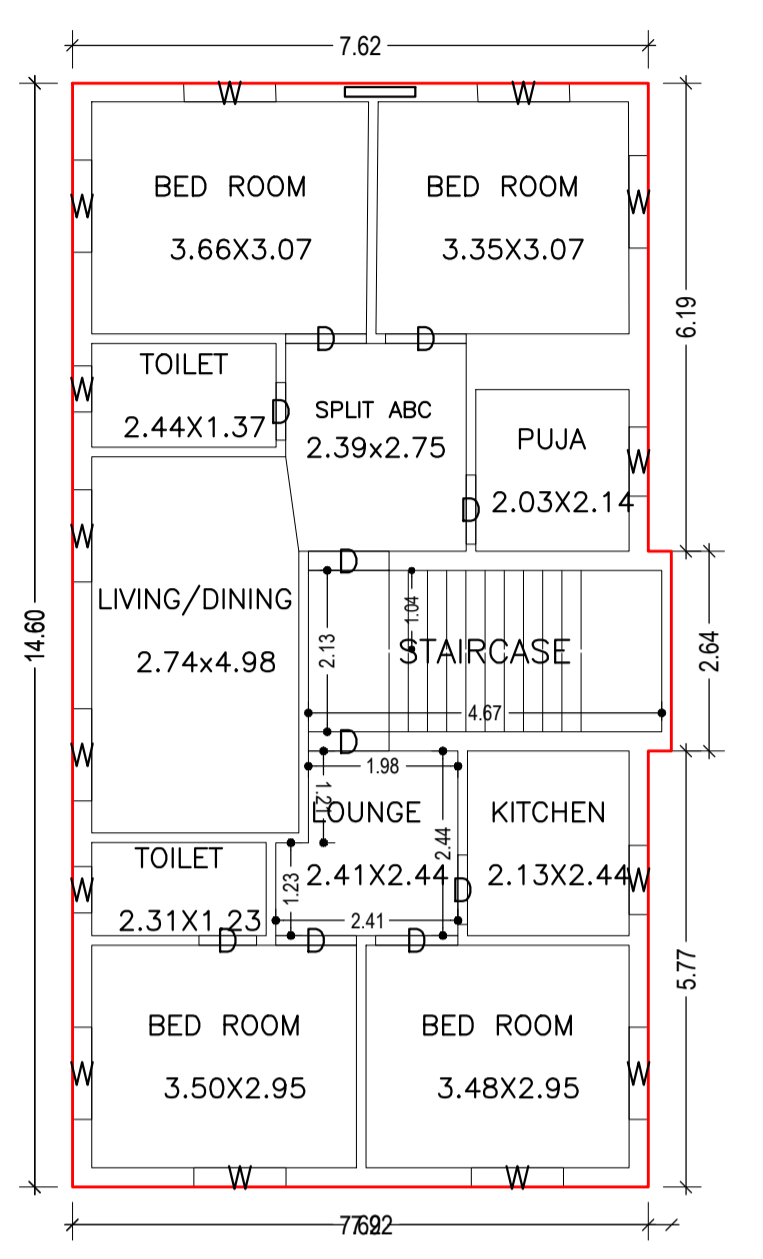 7.62
W
W
BED ROOM
BED ROOM
W
W
3.66X3.07
3.35X3.07
6.19
D
D
TOILET
W
D
SPLIT ABC
2.44X1.37
2.39x2.75
PUJA
W
2.03X2.14
D
W
D
LIVING/DINING
1.04
14.60
2.13
STAIRCASE
2.64
2.74x4.98
4.67
D
W
1.98
1.21
LOUNGE
KITCHEN
2.44
TOILET
W
1.23
2.41X2.44
D
2.13X2.44
W
2.31X1.23
2.41
D
D
D
5.77
BED ROOM
BED ROOM
W
W
3.50X2.95
3.48X2.95
W
W